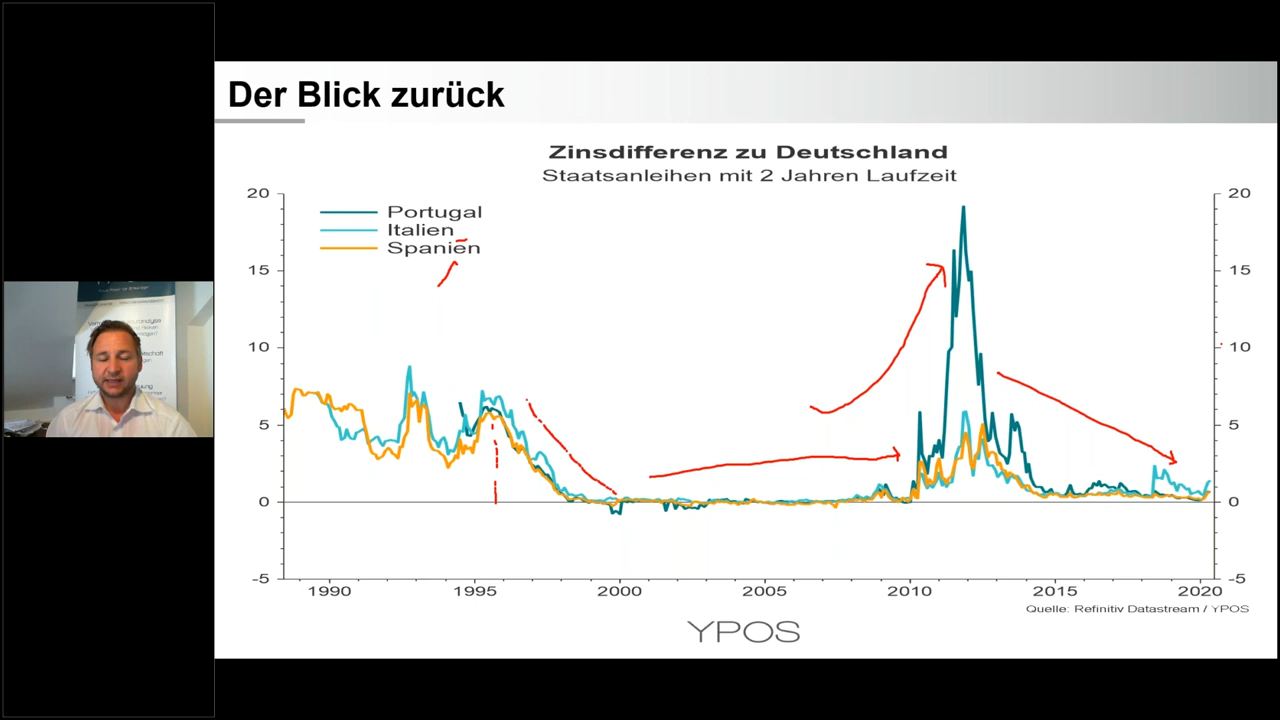 Der Blick zurück
Zinsdifferenz zu Deutschland
Staatsanleihen mit 2 Jahren Laufzeit
20 20
Portugal
Italien
Spanien
15 15
10 10
5 5
0 0
-5 -5
1990 1995 2000 2005 2010 2015 2020
Quelle: Refinitiv Datastream / YPOS
YPOS